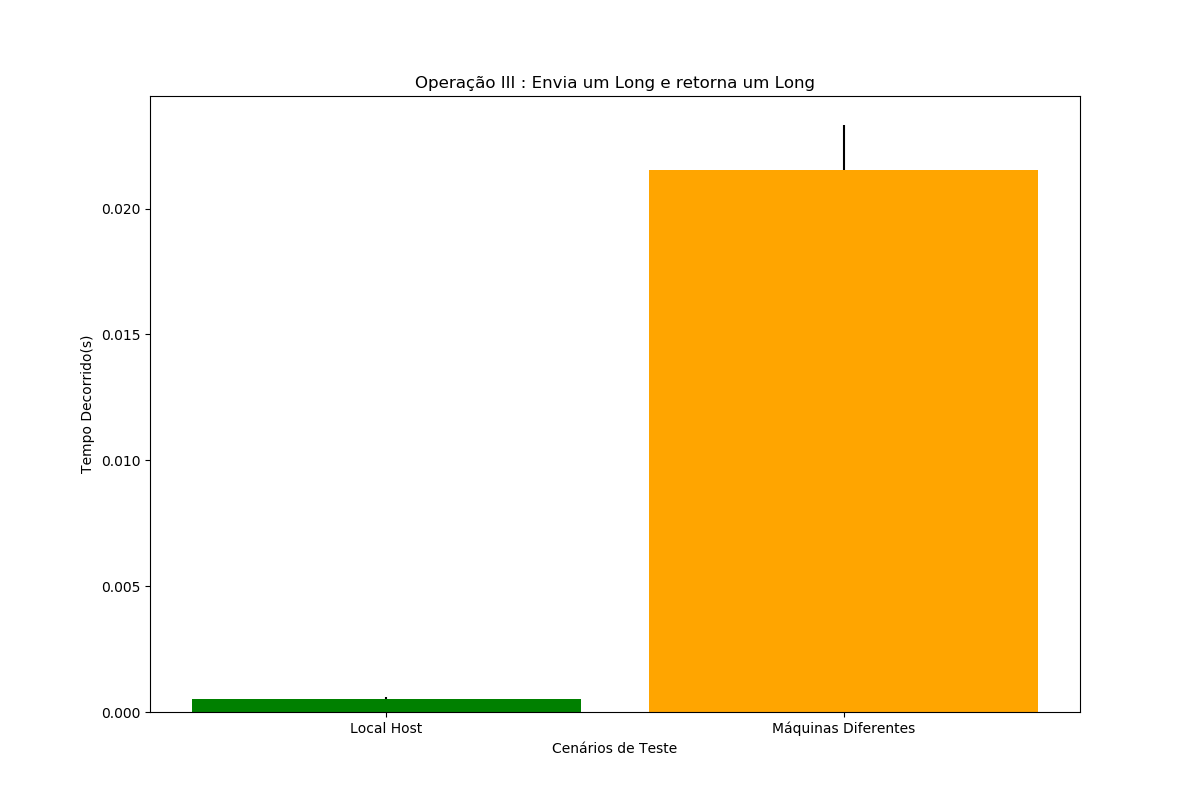 Operação III : Envia um Long e retorna um Long
0.020
0.015
0.010
0.005
0.000
Tempo Decorrido(s)
Local Host
Máquinas Diferentes
Cenários de Teste